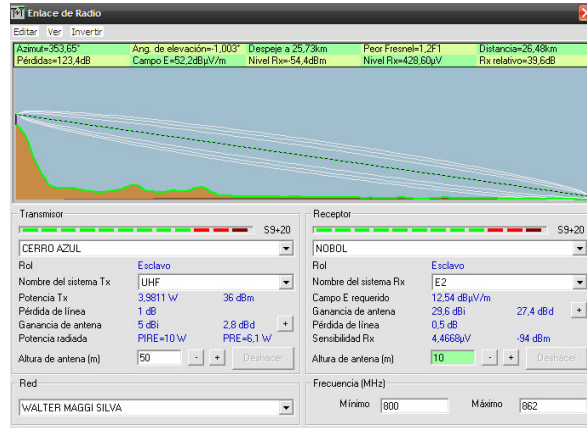 Enlace de Radio
Editar Ver Invertir
Azimut=353,65° Ang. de elevación=-1,003° Despeje a 25,73km Peor Fresnel=1,2F1 Distancia=26,48km
Pérdidas=123,4dB Campo E=52,2dBµV/m Nivel Rx=-54,4dBm Nivel Rx=428,60µV Rx relativo=39,6dB
Transmisor
S9+20
CERRO AZUL
Rol Esclavo
Nombre del sistema Tx UHF
Potencia Tx 3,9811 W 36 dBm
Pérdida de línea 1 dB
Ganancia de antena 5 dBi 2,8 dBd +
Potencia radiada PIRE=10 W PRE=6,1 W
Altura de antena (m) 50 - + Deshacer
Receptor
S9+20
NOBOL
Rol Esclavo
Nombre del sistema Rx E2
Campo E requerido 12,54 dBµV/m
Ganancia de antena 29,6 dBi 27,4 dBd +
Pérdida de línea 0,5 dB
Sensibilidad Rx 4,4668µV -94 dBm
Altura de antena (m) 10 - + Deshacer
Red
WALTER MAGGI SILVA
Frecuencia (MHz)
Mínimo 800 Máximo 862